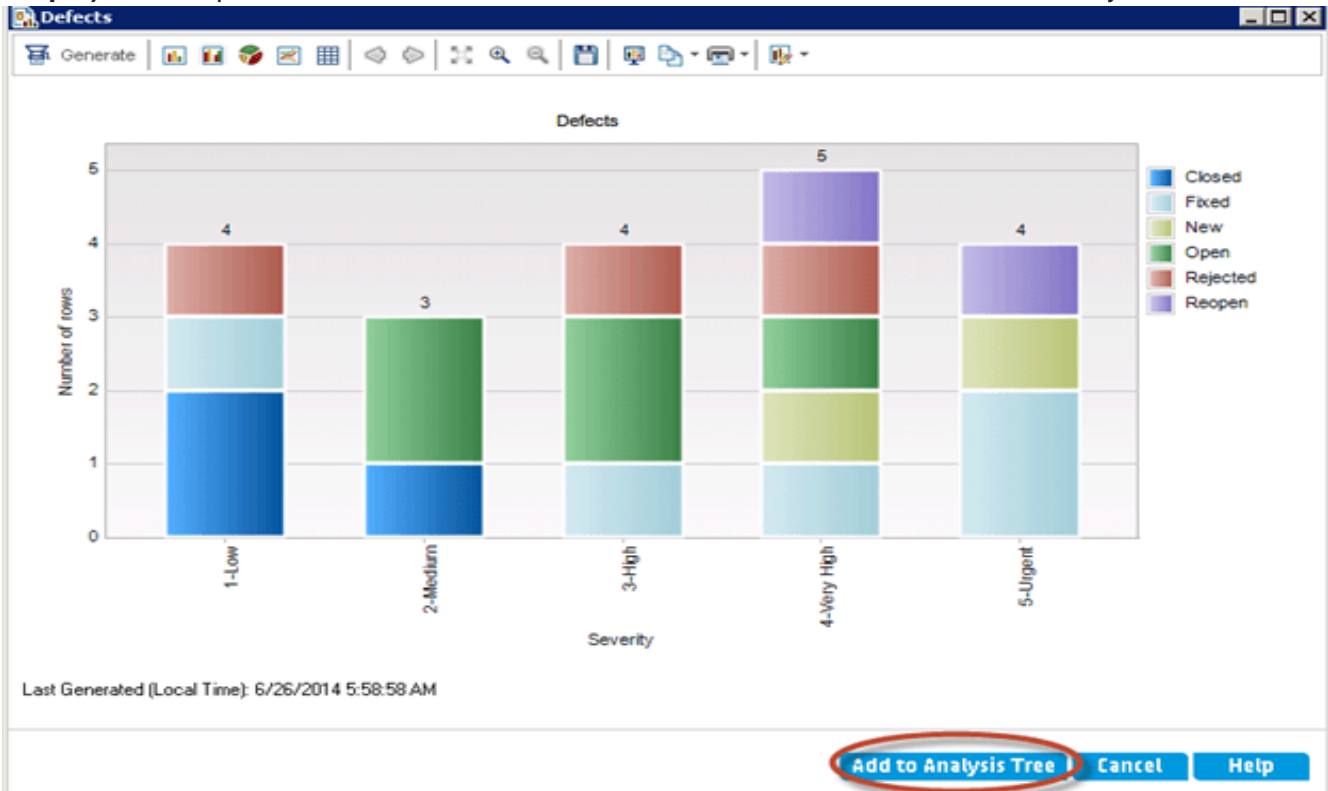 Defects
Generate
Defects
5
4
3
2
1
0
Number of rows
4
3
4
5
4
1-Low
2-Medium
3-High
4-Very High
5-Urgent
Severity
Closed
Fixed
New
Open
Rejected
Reopen
Last Generated (Local Time): 6/26/2014 5:58:58 AM
Add to Analysis Tree Cancel Help